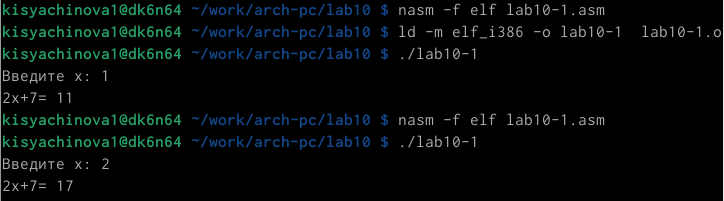 kisyachinova1@dk6n64 ~/work/arch-pc/lab10 $ nasm -f elf lab10-1.asm
kisyachinova1@dk6n64 ~/work/arch-pc/lab10 $ ld -m elf_i386 -o lab10-1  lab10-1.o
kisyachinova1@dk6n64 ~/work/arch-pc/lab10 $ ./lab10-1
Введите x: 1
2x+7= 11
kisyachinova1@dk6n64 ~/work/arch-pc/lab10 $ nasm -f elf lab10-1.asm
kisyachinova1@dk6n64 ~/work/arch-pc/lab10 $ ./lab10-1
Введите x: 2
2x+7= 17